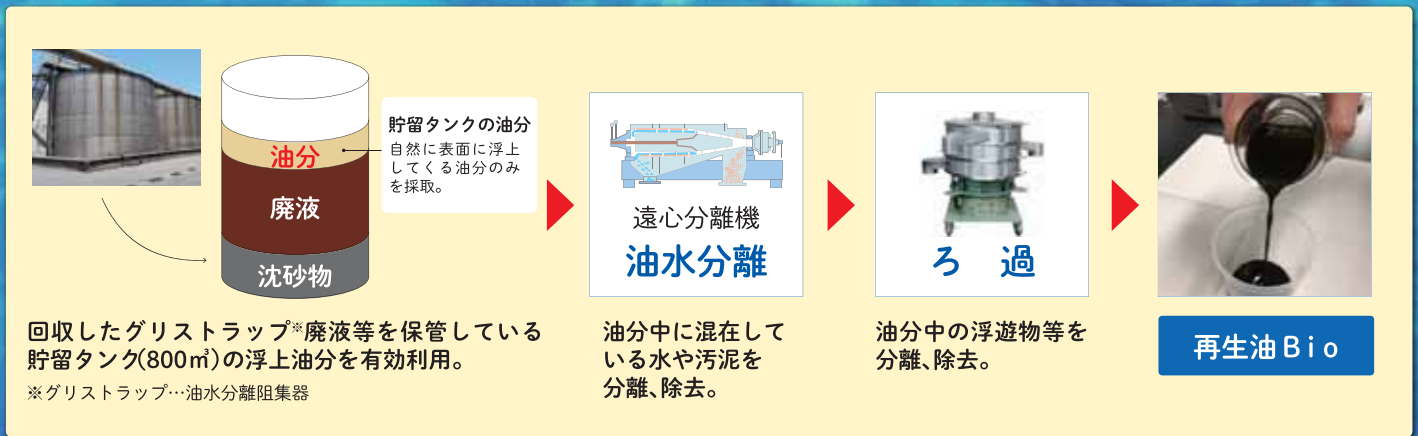 油分
廃液
沈砂物
貯留タンクの油分
自然に表面に浮上
してくる油分のみ
を採取。
回収したグリストラップ※廃液等を保管している
貯留タンク(800㎥)の浮上油分を有効利用。
※グリストラップ…油水分離阻集器
遠心分離機
油水分離
油分中に混在して
いる水や汚泥を
分離、除去。
ろ 過
油分中の浮遊物等を
分離、除去。
再生油Bio